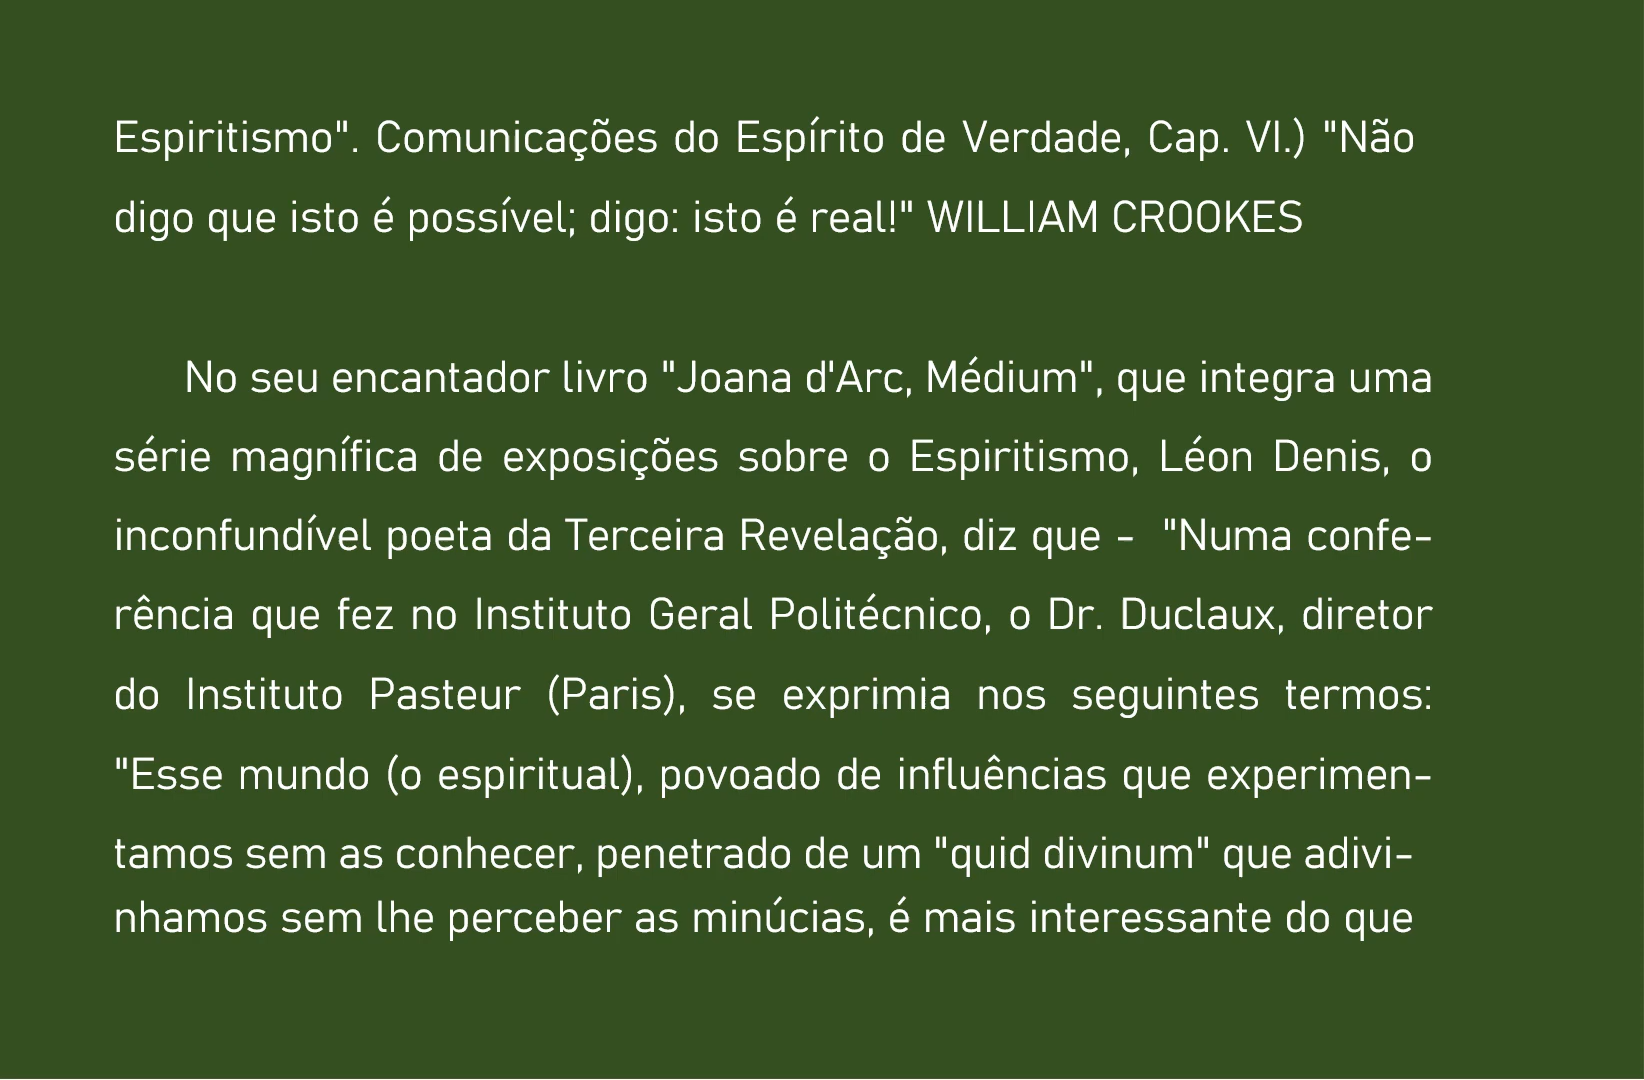 Espiritismo". Comunicações do Espírito de Verdade, Cap. VI.) "Não
digo que isto é possível; digo: isto é real!" WILLIAM CROOKES
No seu encantador livro "Joana d'Arc, Médium", que integra uma
série magnífica de exposições sobre o Espiritismo, Léon Denis, o
inconfundível poeta da Terceira Revelação, diz que - "Numa confe-
rência que fez no Instituto Geral Politécnico, o Dr. Duclaux, diretor
do Instituto Pasteur (Paris), se exprimia nos seguintes termos:
"Esse mundo (o espiritual), povoado de influências que experimen-
tamos sem as conhecer, penetrado de um "quid divinum" que adivi-
nhamos sem lhe perceber as minúcias, é mais interessante do que